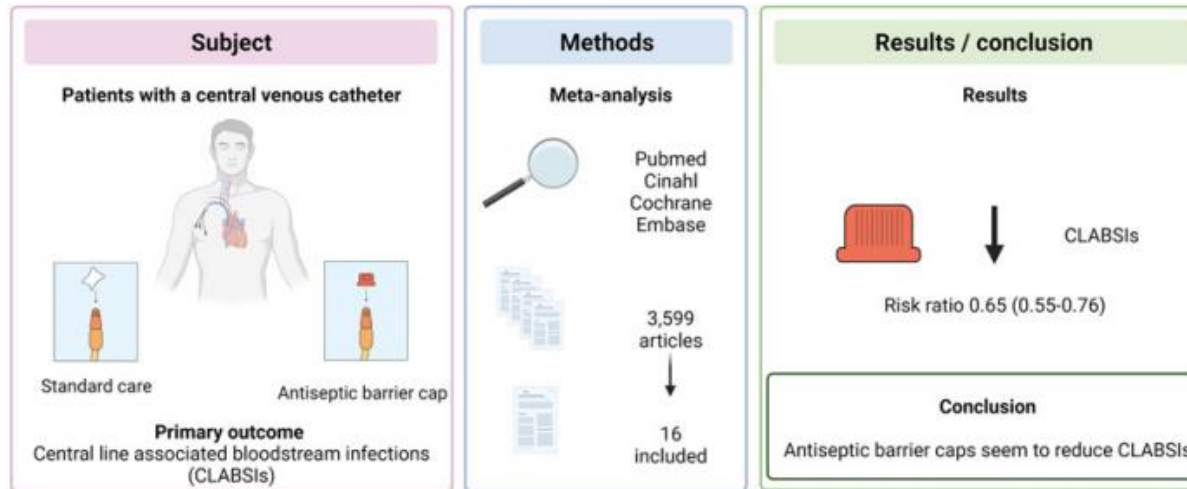 Subject
Patients with a central venous catheter
Standard care
Antiseptic barrier cap
Primary outcome
Central line associated bloodstream infections
(CLABSIs)
Methods
Meta-analysis
Pubmed
Cinahl
Cochrane
Embase
3,599
articles
16
included
Results / conclusion
Results
CLABSIs
Risk ratio 0.65 (0.55-0.76)
Conclusion
Antiseptic barrier caps seem to reduce CLABSIs